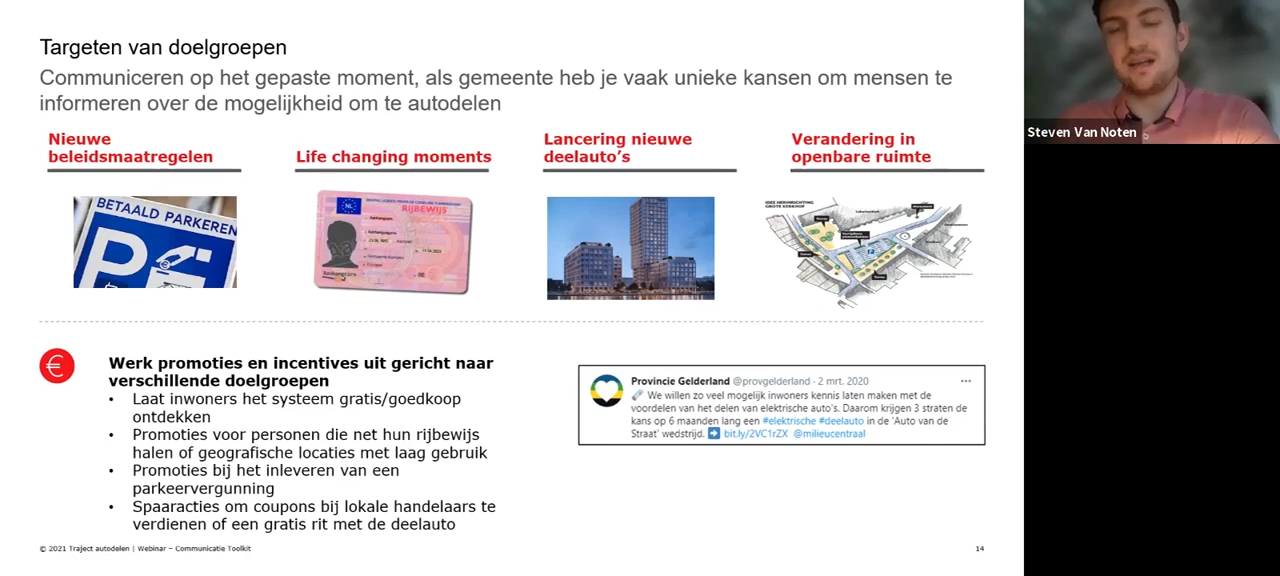 Targeten van doelgroepen
Communiceren op het gepaste moment, als gemeente heb je vaak unieke kansen om mensen te
informeren over de mogelijkheid om te autodelen
Nieuwe
beleidsmaatregelen
Life changing moments
Lancering nieuwe
deelauto's
Verandering in
openbare ruimte
BETAALD PARKEREN
P
NL
RIJBEWIJS
IDEE HERINRICHTING
GROTE KERKHOF
€
Werk promoties en incentives uit gericht naar
verschillende doelgroepen
• Laat inwoners het systeem gratis/goedkoop
ontdekken
• Promoties voor personen die net hun rijbewijs
halen of geografische locaties met laag gebruik
• Promoties bij het inleveren van een
parkeervergunning
• Spaaracties om coupons bij lokale handelaars te
verdienen of een gratis rit met de deelauto
Provincie Gelderland @provgelderland · 2 mrt. 2020
We willen zo veel mogelijk inwoners kennis laten maken met de
voordelen van het delen van elektrische auto's. Daarom krijgen 3 straten de
kans op 6 maanden lang een #elektrische #deelauto in de 'Auto van de
Straat' wedstrijd. ➡ bit.ly/2VC1rZX @milieucentraal
© 2021 Traject autodelen | Webinar – Communicatie Toolkit
14
Steven Van Noten